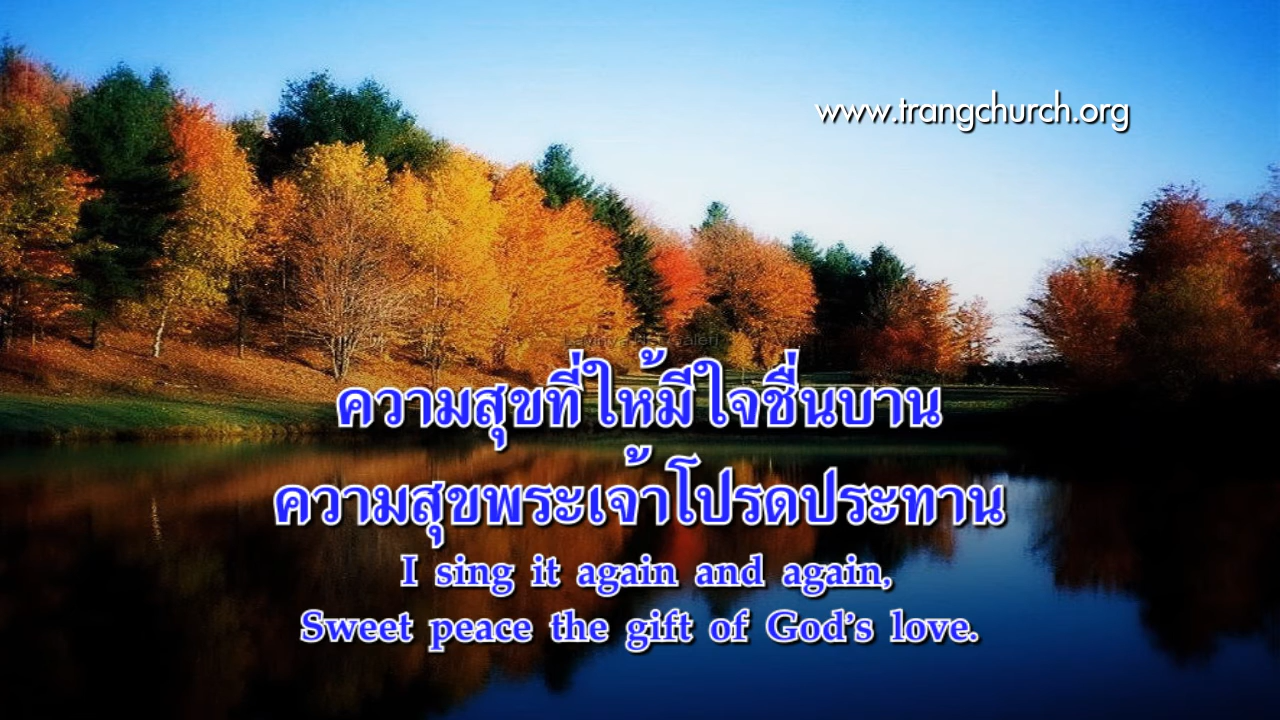 www.trangchurch.org
ความสุขที่ให้มีใจชื่นบาน
ความสุขพระเจ้าโปรดประทาน
I sing it again and again,
Sweet peace the gift of God's love.